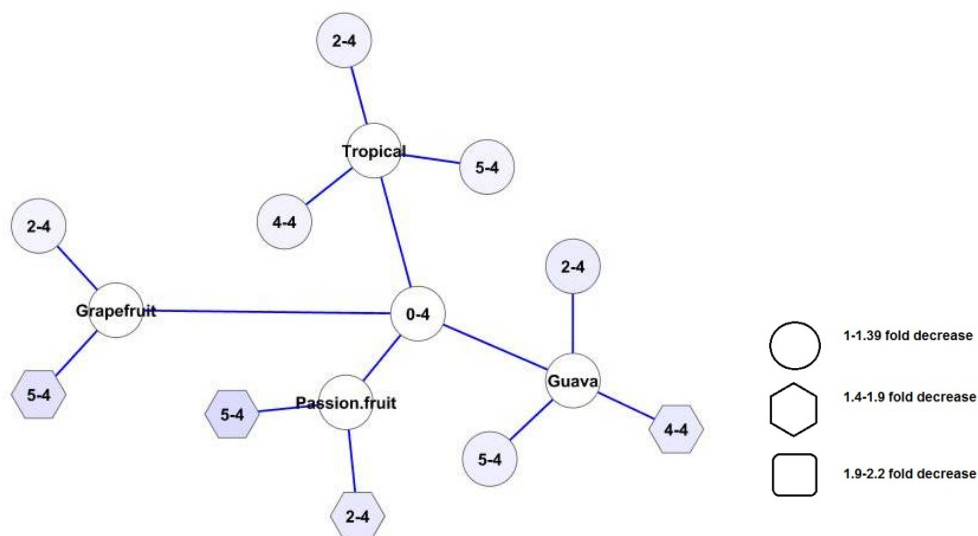 2-4
Tropical
5-4
4-4
2-4
Grapefruit
5-4
0-4
2-4
Guava
4-4
5-4
Passion.fruit
5-4
2-4
1-1.39 fold decrease
1.4-1.9 fold decrease
1.9-2.2 fold decrease